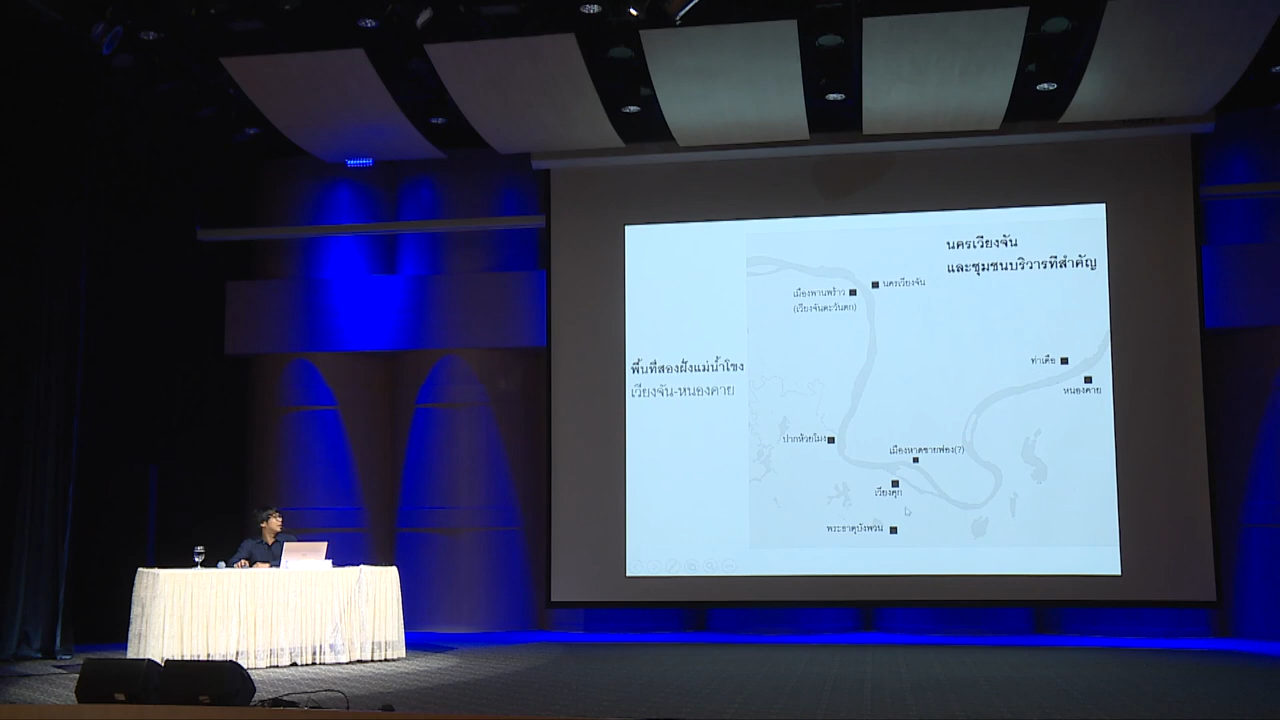 นครเวียงจัน
และชุมชนบริวารที่สำคัญ
เมืองพานพร้าว
(เวียงจันตะวันตก)
นครเวียงจัน
พื้นที่สองฝั่งแม่น้ำโขง
เวียงจัน-หนองคาย
ท่าเดื่อ
หนองคาย
ปากห้วยโมง
เมืองหาดซายฟอง(?)
เวียงคุก
พระธาตุบังพวน